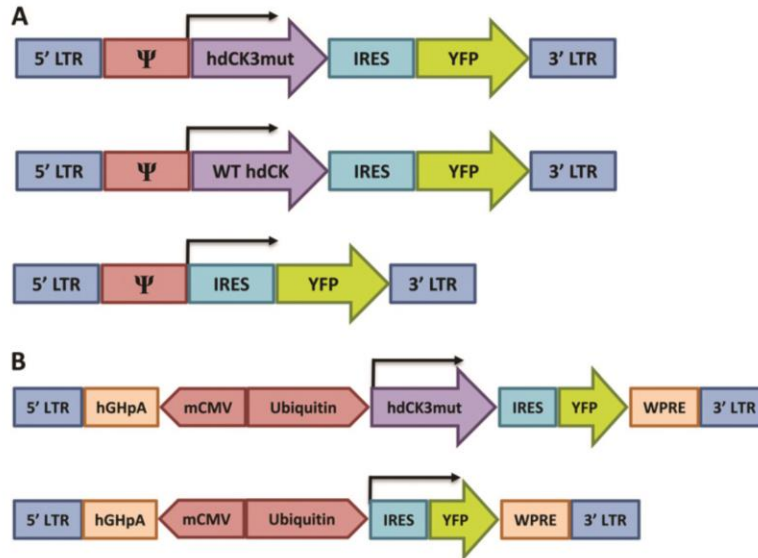 A
5' LTR Ψ hdCK3mut IRES YFP 3' LTR
5' LTR Ψ WT hdCK IRES YFP 3' LTR
5' LTR Ψ IRES YFP 3' LTR
B
5' LTR hGHpA mCMV Ubiquitin hdCK3mut IRES YFP WPRE 3' LTR
5' LTR hGHpA mCMV Ubiquitin IRES YFP WPRE 3' LTR